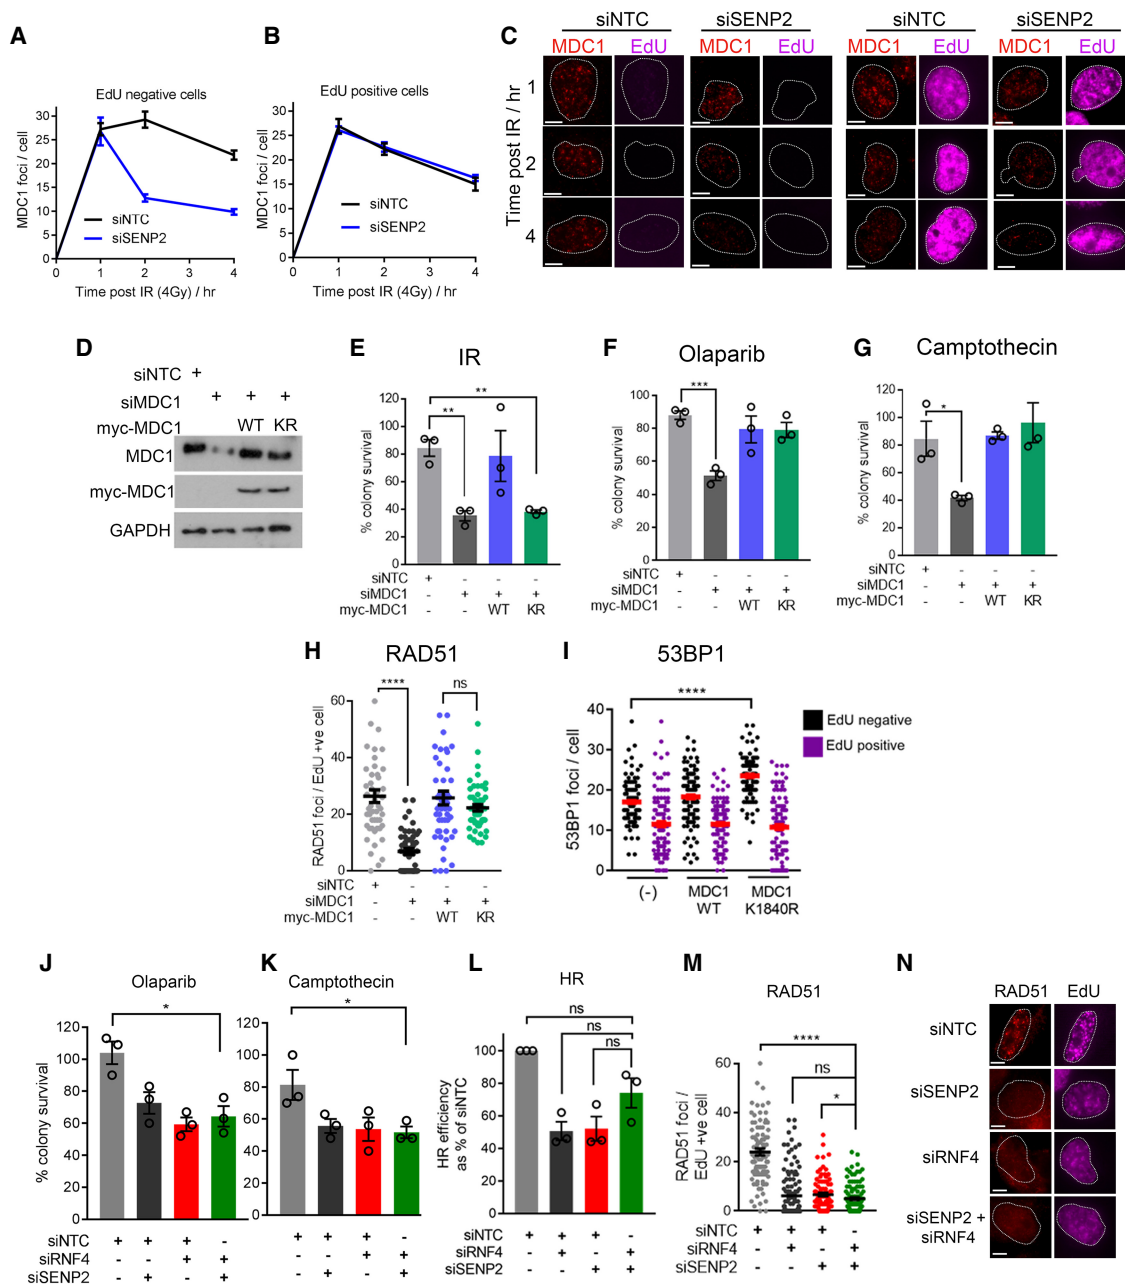 A
EdU negative cells
MDC1 foci / cell
30
25
20
15
10
5
0
siNTC
siSENP2
0 1 2 3 4
Time post IR (4Gy) / hr
B
EdU positive cells
MDC1 foci / cell
30
25
20
15
10
5
0
siNTC
siSENP2
0 1 2 3 4
Time post IR (4Gy) / hr
C
siNTC siSENP2 siNTC siSENP2
MDC1 EdU MDC1 EdU MDC1 EdU MDC1 EdU
Time post IR / hr
1
2
4
D
siNTC +
siMDC1 + + +
myc-MDC1 WT KR
MDC1
myc-MDC1
GAPDH
E
IR
** 
**
% colony survival
120
100
80
60
40
20
0
siNTC + - - -
siMDC1 - + + +
myc-MDC1 - - WT KR
F
Olaparib
***
% colony survival
100
80
60
40
20
0
siNTC + - - -
siMDC1 - + + +
myc-MDC1 - - WT KR
G
Camptothecin
*
% colony survival
120
100
80
60
40
20
0
siNTC + - - -
siMDC1 - + + +
myc-MDC1 - - WT KR
H
RAD51
**** ns
RAD51 foci / EdU +ve cell
60
40
20
0
siNTC + - - -
siMDC1 - + + +
myc-MDC1 - - WT KR
I
53BP1
****
53BP1 foci / cell
40
30
20
10
0
EdU negative
EdU positive
(-) MDC1 WT MDC1 K1840R
J
Olaparib
*
% colony survival
120
100
80
60
40
20
0
siNTC + + + -
siRNF4 - - + +
siSENP2 - + - +
K
Camptothecin
*
120
100
80
60
40
20
0
+ + + -
- - + +
- + - +
L
HR
ns
ns
ns
HR efficiency
as % of siNTC
100
80
60
40
20
0
siNTC + + + -
siRNF4 - + - +
siSENP2 - - + +
M
RAD51
****
ns
*
RAD51 foci /
EdU +ve cell
60
40
20
0
siNTC + + + -
siRNF4 - + - +
siSENP2 - - + +
N
RAD51 EdU
siNTC
siSENP2
siRNF4
siSENP2 +
siRNF4